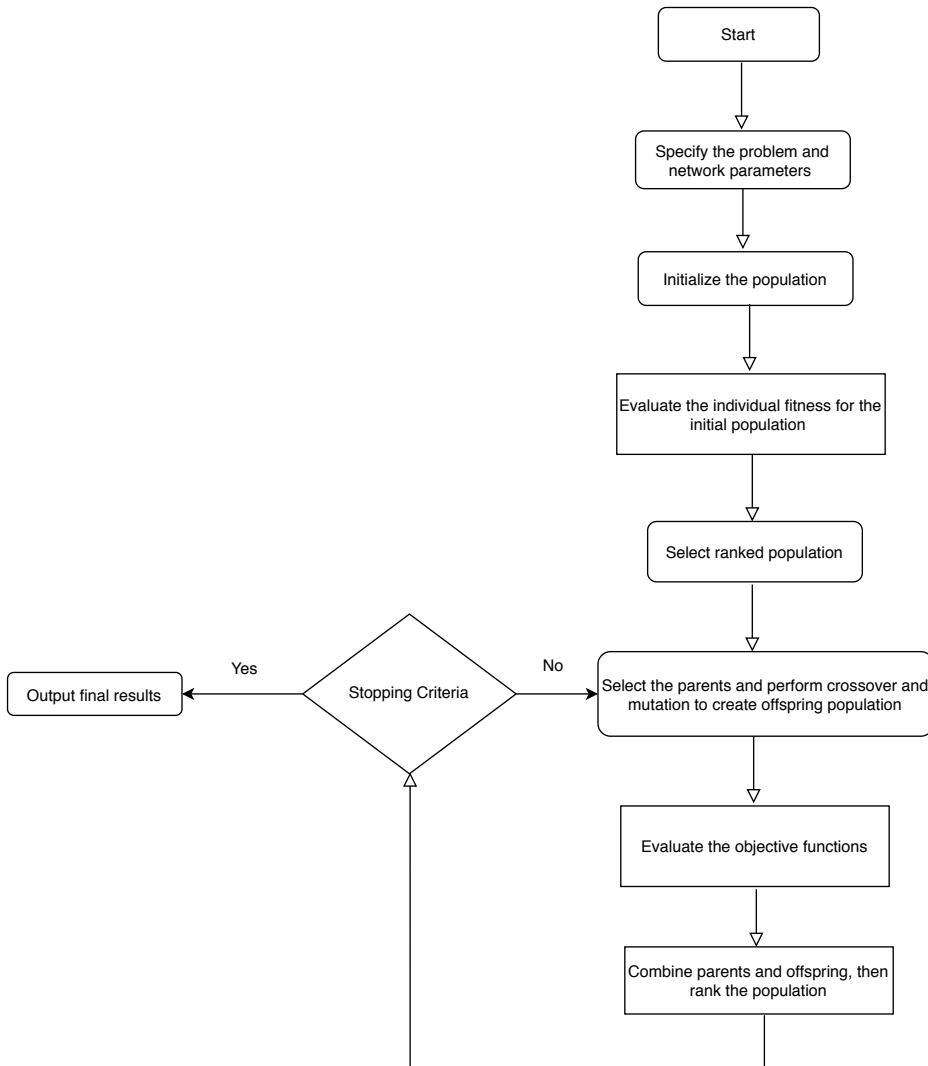 Start
Specify the problem and
network parameters
Initialize the population
Evaluate the individual fitness for the
initial population
Select ranked population
Yes
No
Output final results
Stopping Criteria
Select the parents and perform crossover and
mutation to create offspring population
Evaluate the objective functions
Combine parents and offspring, then
rank the population